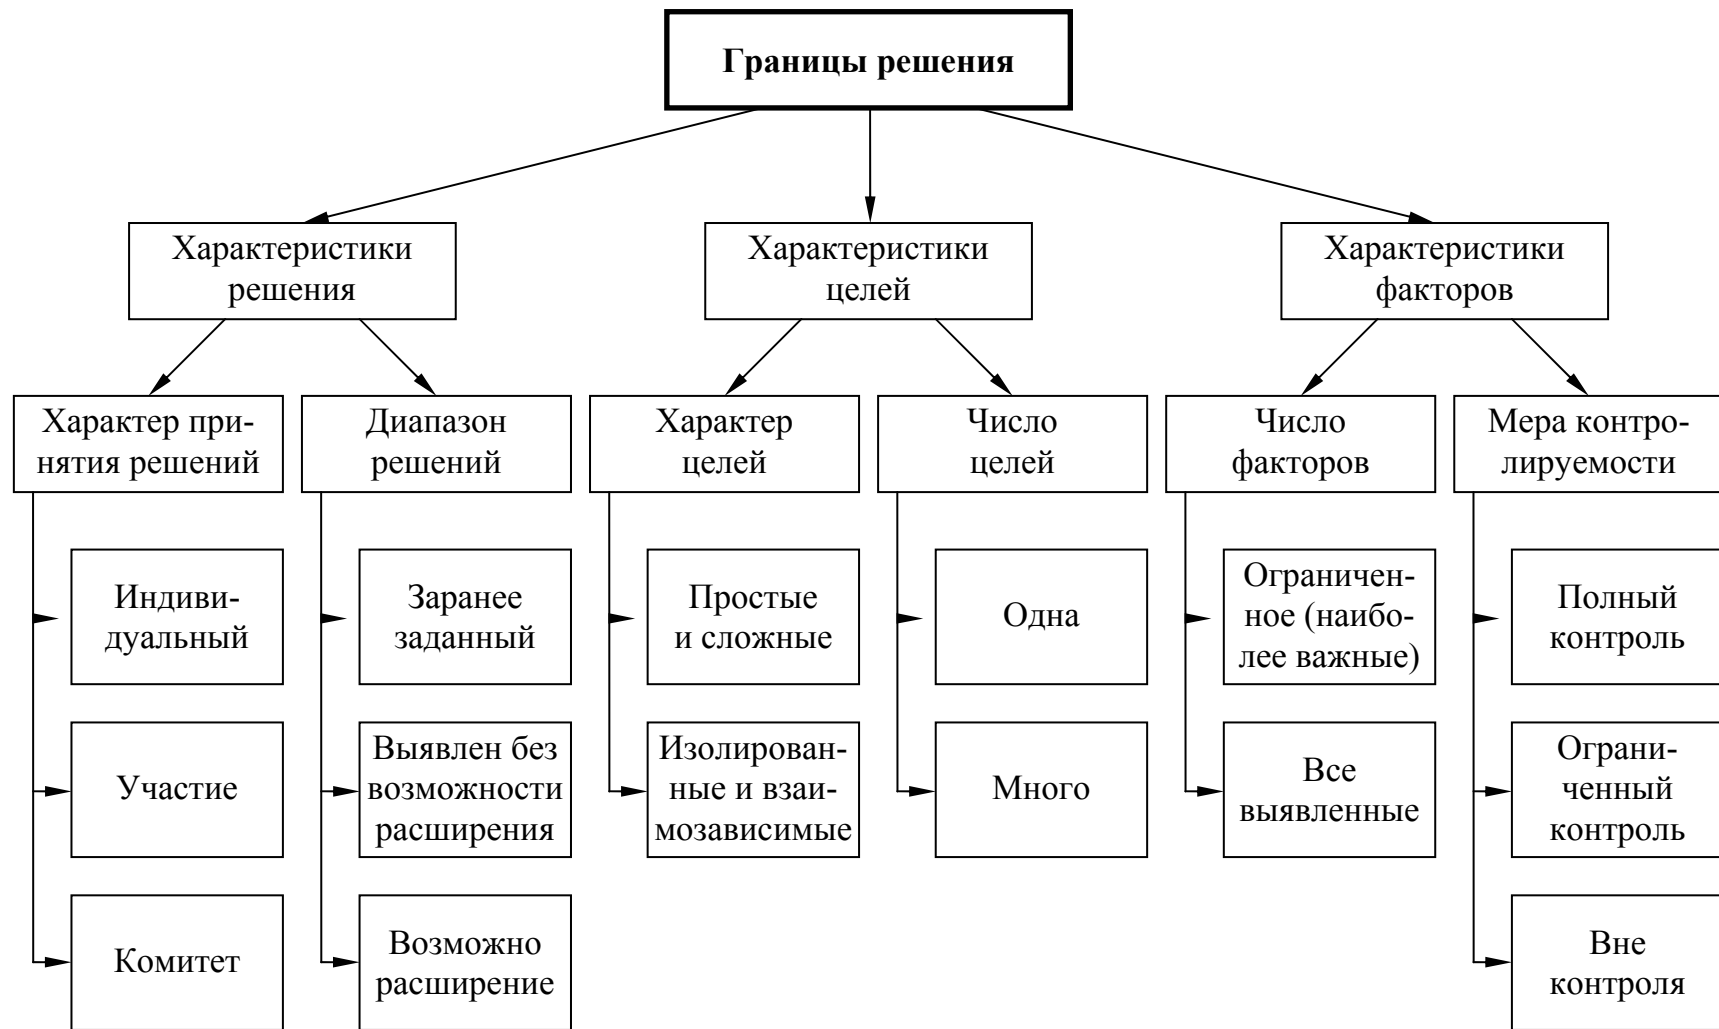 Границы решения
Характеристики
решения
Характеристики
целей
Характеристики
факторов
Характер при-
нятия решений
Диапазон
решений
Характер
целей
Число
целей
Число
факторов
Мера контро-
лируемости
Индиви-
дуальный
Заранее
заданный
Простые
и сложные
Одна
Ограничен-
ное (наибо-
лее важные)
Полный
контроль
Участие
Выявлен без
возможности
расширения
Изолирован-
ные и взаи-
мозависимые
Много
Все
выявленные
Ограни-
ченный
контроль
Комитет
Возможно
расширение
Вне
контроля